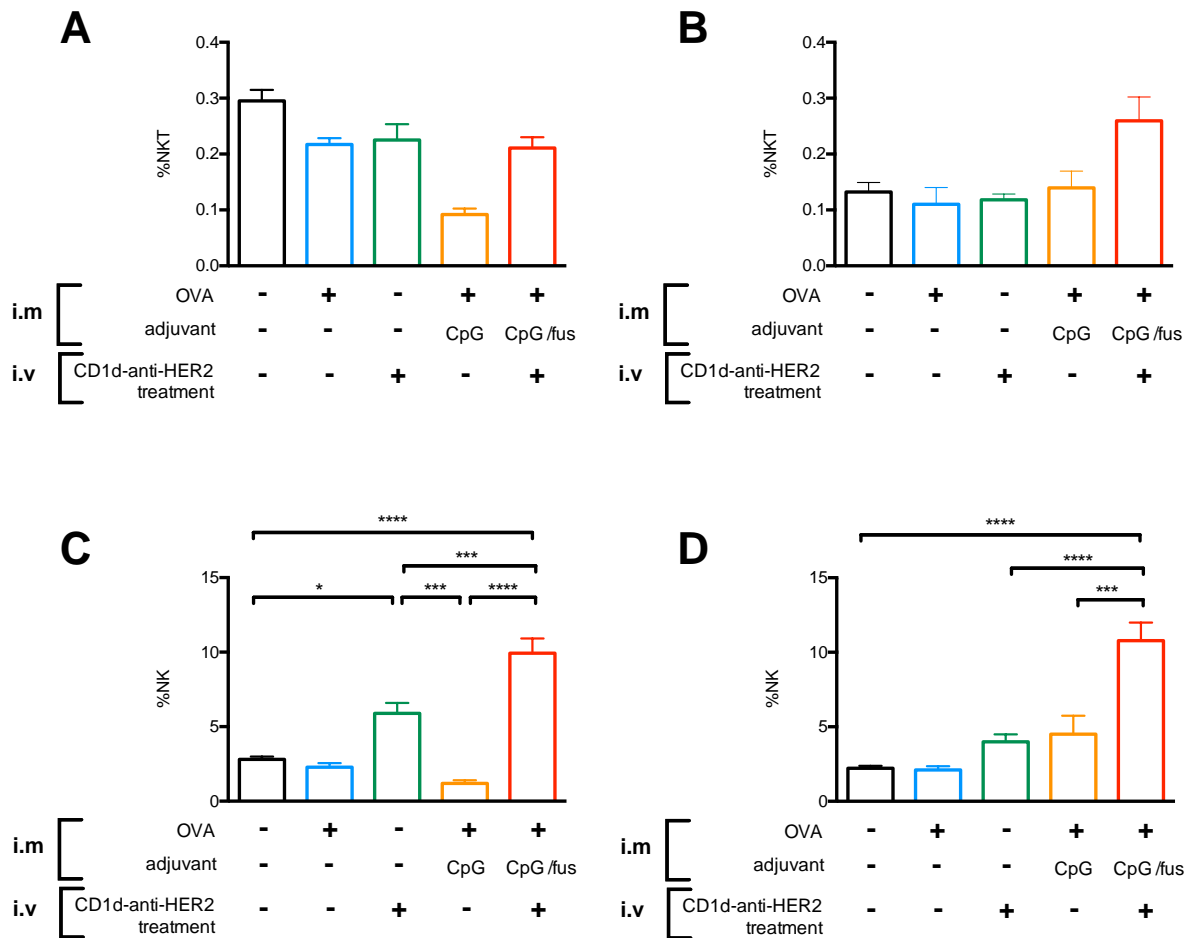 A
%NKT
0.4
0.3
0.2
0.1
0.0
i.m
OVA - + - + +
adjuvant - - - CpG CpG /fus
i.v
CD1d-anti-HER2
treatment - - + - +
B
%NKT
0.4
0.3
0.2
0.1
0.0
i.m
OVA - + - + +
adjuvant - - - CpG CpG /fus
i.v
CD1d-anti-HER2
treatment - - + - +
C
****
***
* *** ****
%NK
15
10
5
0
i.m
OVA - + - + +
adjuvant - - - CpG CpG /fus
i.v
CD1d-anti-HER2
treatment - - + - +
D
****
****
***
%NK
15
10
5
0
i.m
OVA - + - + +
adjuvant - - - CpG CpG /fus
i.v
CD1d-anti-HER2
treatment - - + - +